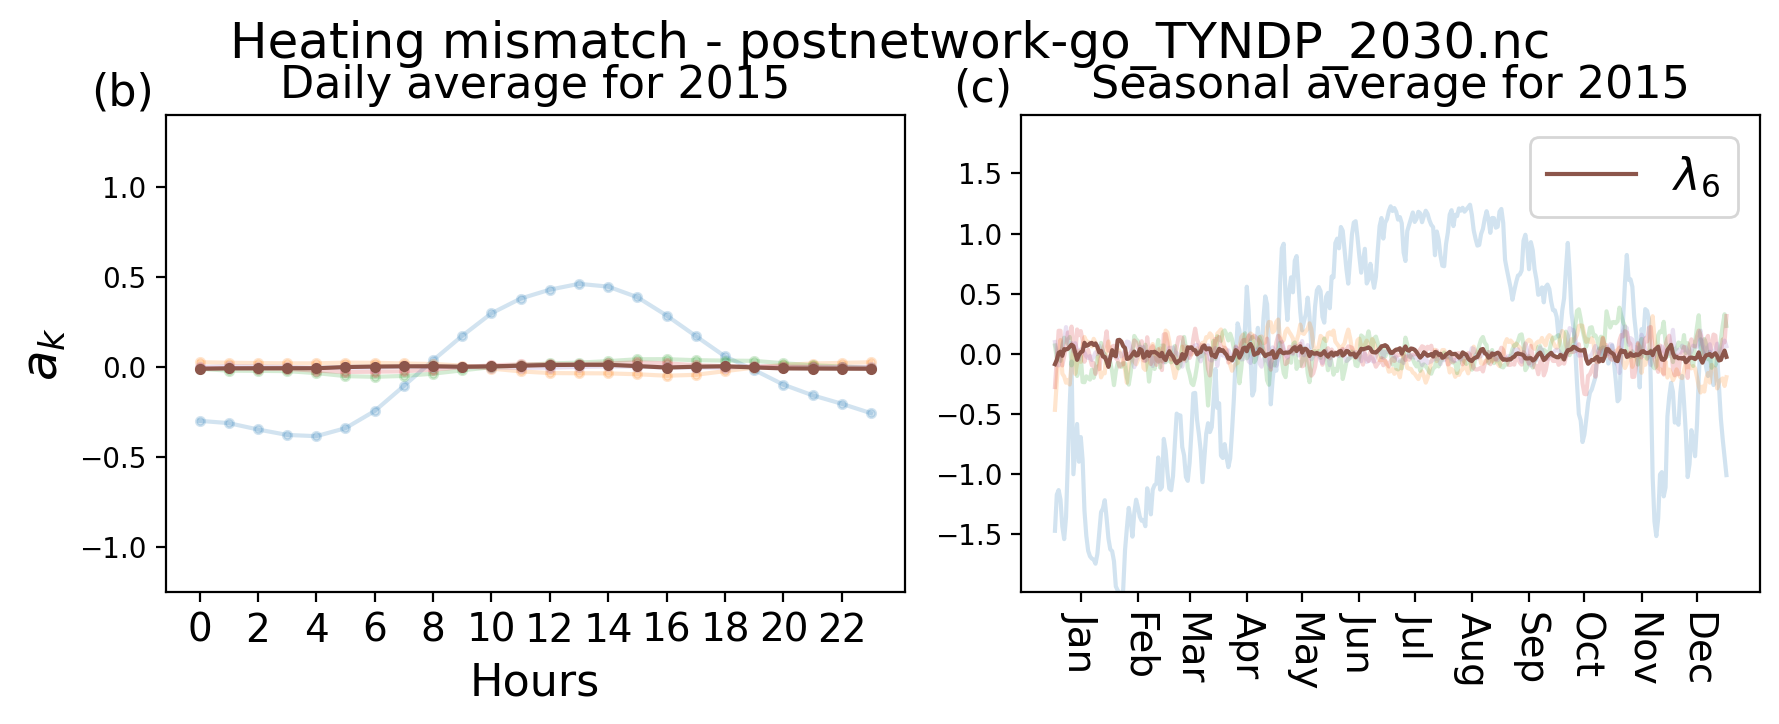 Heating mismatch - postnetwork-go_TYNDP_2030.nc
(b) Daily average for 2015
1.0
0.5
0.0
−0.5
−1.0
a_k
0 2 4 6 8 10 12 14 16 18 20 22
Hours
(c) Seasonal average for 2015
λ_6
1.5
1.0
0.5
0.0
−0.5
−1.0
−1.5
Jan Feb Mar Apr May Jun Jul Aug Sep Oct Nov Dec